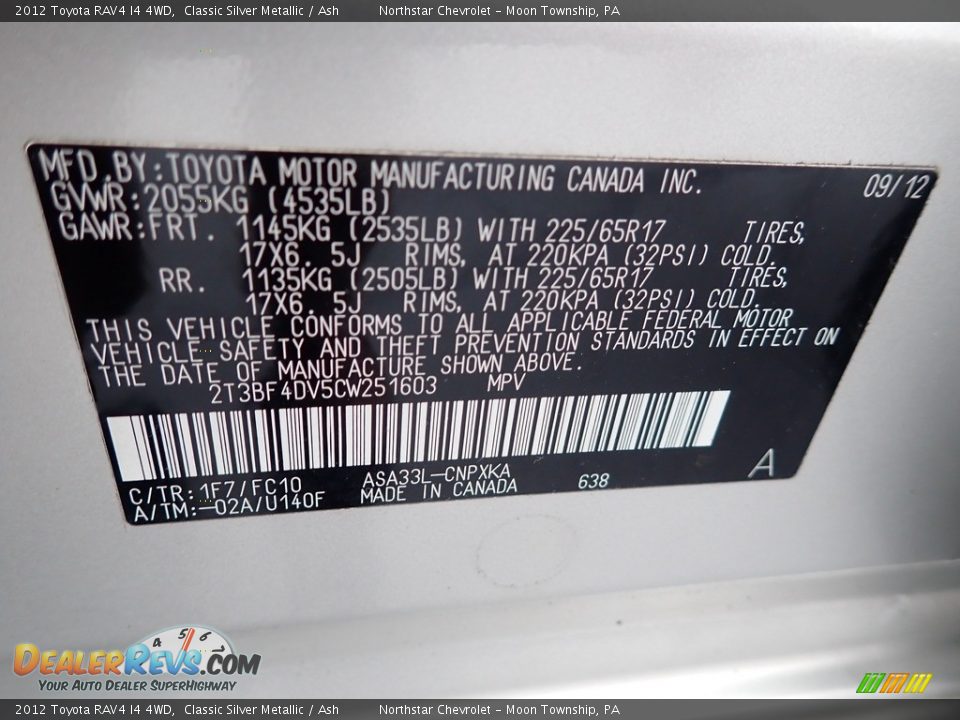 2012 Toyota RAV4 I4 4WD, Classic Silver Metallic / Ash Northstar Chevrolet - Moon Township, PA
MFD.BY:TOYOTA MOTOR MANUFACTURING CANADA INC. 09/12
GVWR:2055KG (4535LB)
GAWR:FRT. 1145KG (2535LB) WITH 225/65R17 TIRES,
17X6.5J RIMS, AT 220KPA (32PSI) COLD.
RR. 1135KG (2505LB) WITH 225/65R17 TIRES,
17X6.5J RIMS, AT 220KPA (32PSI) COLD.
THIS VEHICLE CONFORMS TO ALL APPLICABLE FEDERAL MOTOR
VEHICLE SAFETY AND THEFT PREVENTION STANDARDS IN EFFECT ON
THE DATE OF MANUFACTURE SHOWN ABOVE.
2T3BF4DV5CW251603 MPV
C/TR:1F7/FC10 ASA33L-CNPXKA 638 A
A/TM:-02A/U140F MADE IN CANADA
4 5 6
DEALERREVS.COM
YOUR AUTO DEALER SUPERHIGHWAY
2012 Toyota RAV4 I4 4WD, Classic Silver Metallic / Ash Northstar Chevrolet - Moon Township, PA